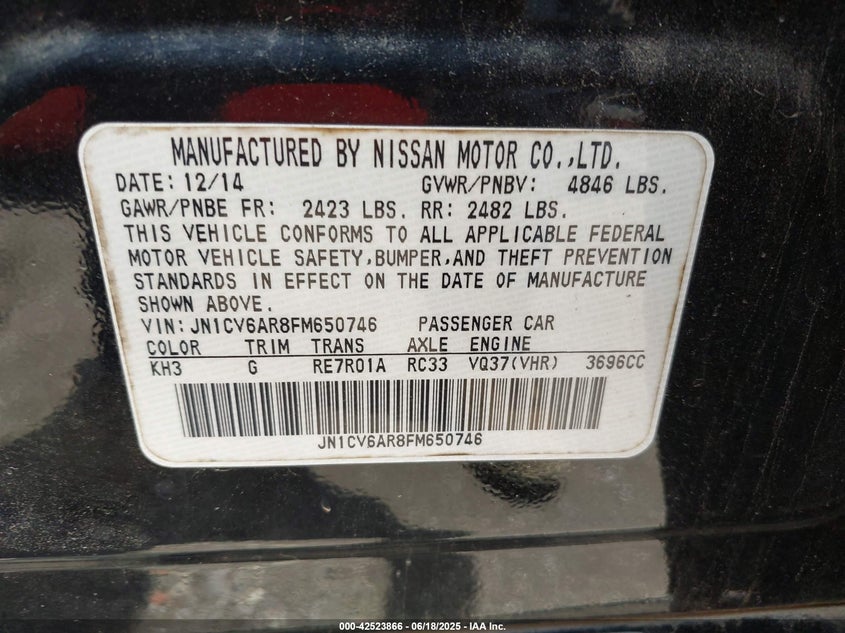 MANUFACTURED BY NISSAN MOTOR CO.,LTD.
DATE: 12/14 GVWR/PNBV: 4846 LBS.
GAWR/PNBE FR: 2423 LBS. RR: 2482 LBS.
THIS VEHICLE CONFORMS TO ALL APPLICABLE FEDERAL
MOTOR VEHICLE SAFETY,BUMPER,AND THEFT PREVENTION
STANDARDS IN EFFECT ON THE DATE OF MANUFACTURE
SHOWN ABOVE.
VIN: JN1CV6AR8FM650746 PASSENGER CAR
COLOR TRIM TRANS AXLE ENGINE
KH3 G RE7R01A RC33 VQ37(VHR) 3696CC
JN1CV6AR8FM650746
000-42523866 - 06/18/2025 - IAA Inc.